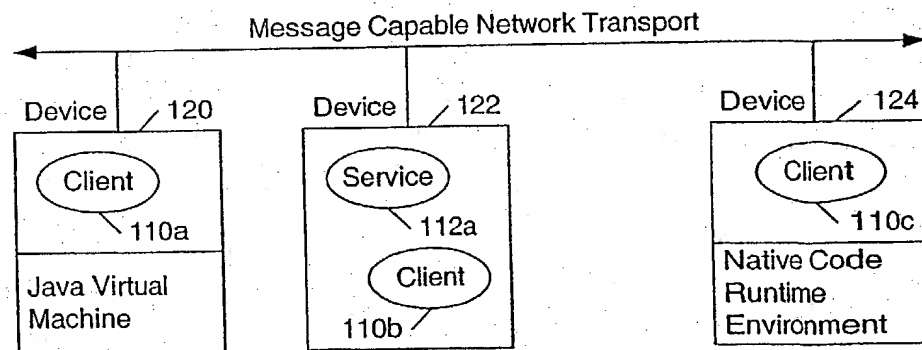 Message Capable Network Transport
Device
120
Client
110a
Java Virtual
Machine
Device
122
Service
112a
Client
110b
Device
124
Client
110c
Native Code
Runtime
Environment